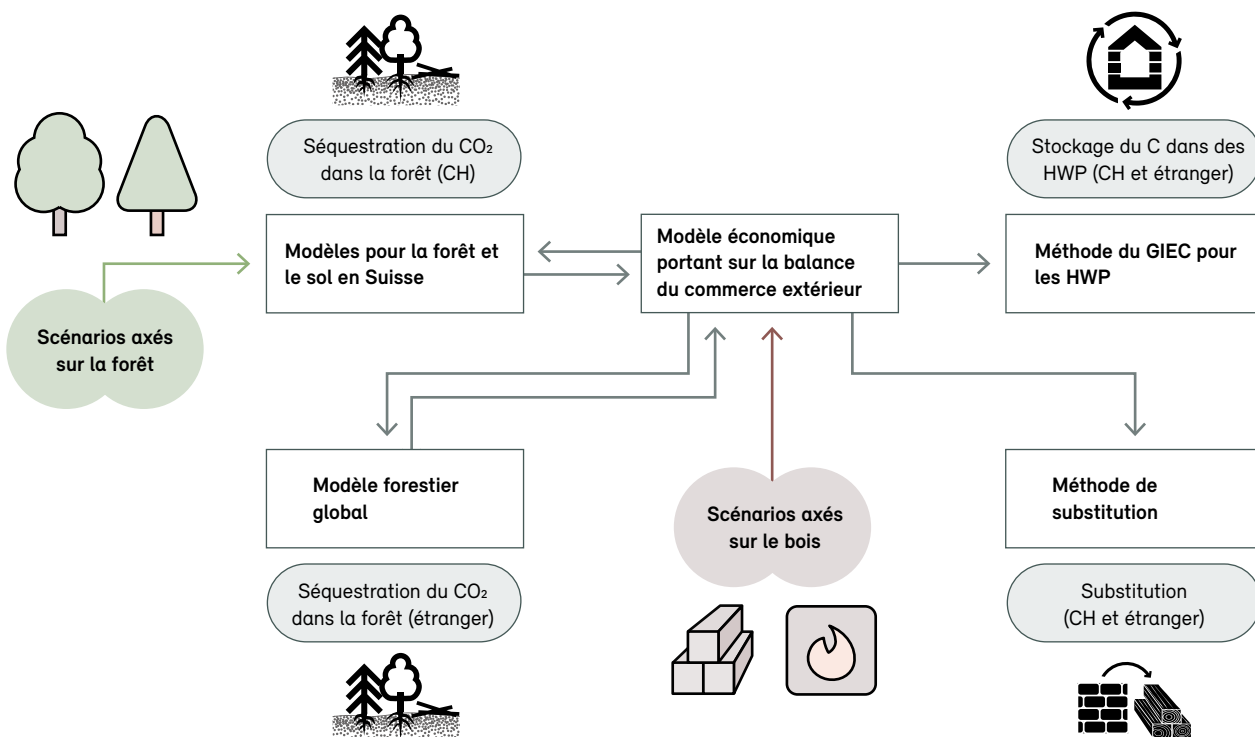 Séquestration du CO₂
dans la forêt (CH)
Stockage du C dans des
HWP (CH et étranger)
Modèles pour la forêt et
le sol en Suisse
Modèle économique
portant sur la balance
du commerce extérieur
Méthode du GIEC pour
les HWP
Scénarios axés
sur la forêt
Modèle forestier
global
Scénarios axés
sur le bois
Méthode de
substitution
Séquestration du CO₂
dans la forêt (étranger)
Substitution
(CH et étranger)